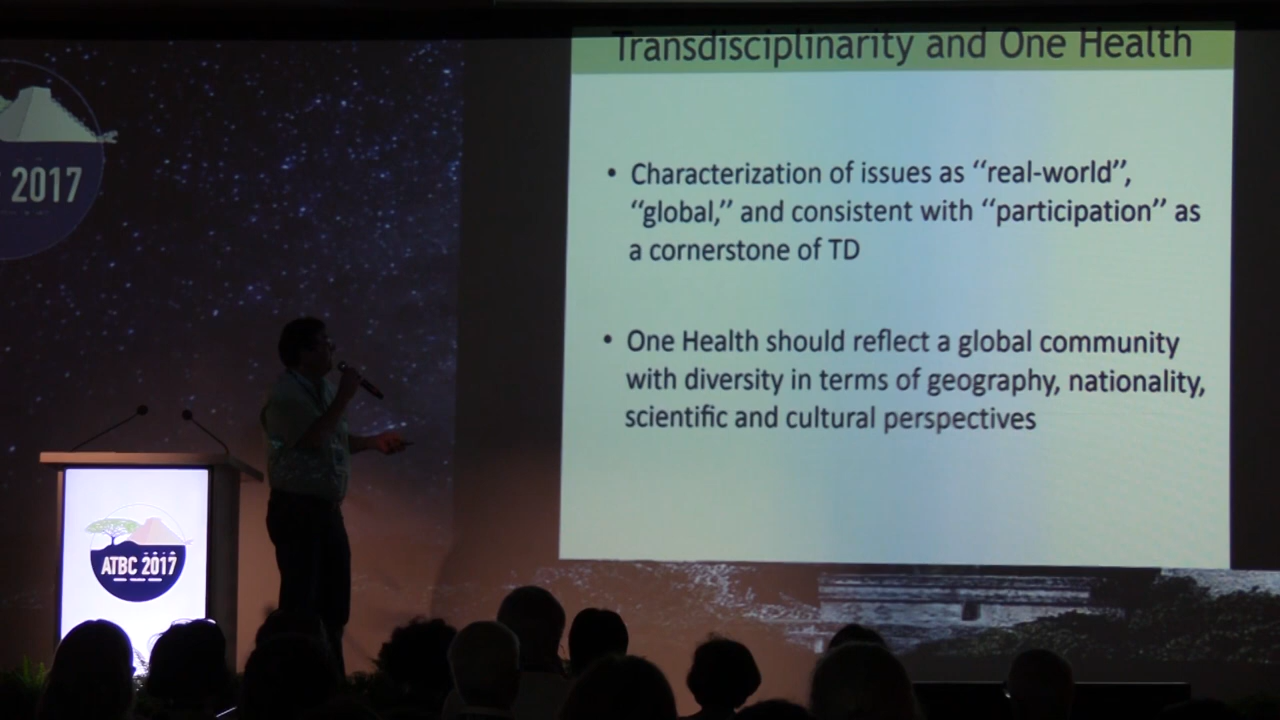 Transdisciplinarity and One Health
• Characterization of issues as “real-world”,
“global,” and consistent with “participation” as
a cornerstone of TD
• One Health should reflect a global community
with diversity in terms of geography, nationality,
scientific and cultural perspectives
2017
ATBC 2017